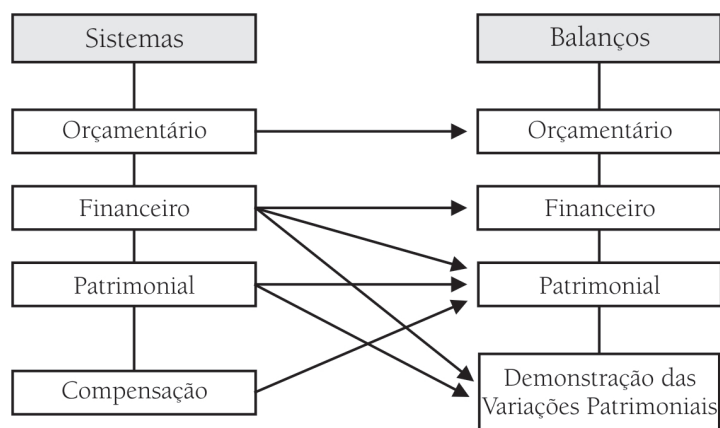 Sistemas
Balanços
Orçamentário
Orçamentário
Financeiro
Financeiro
Patrimonial
Patrimonial
Compensação
Demonstração das
Variações Patrimoniais